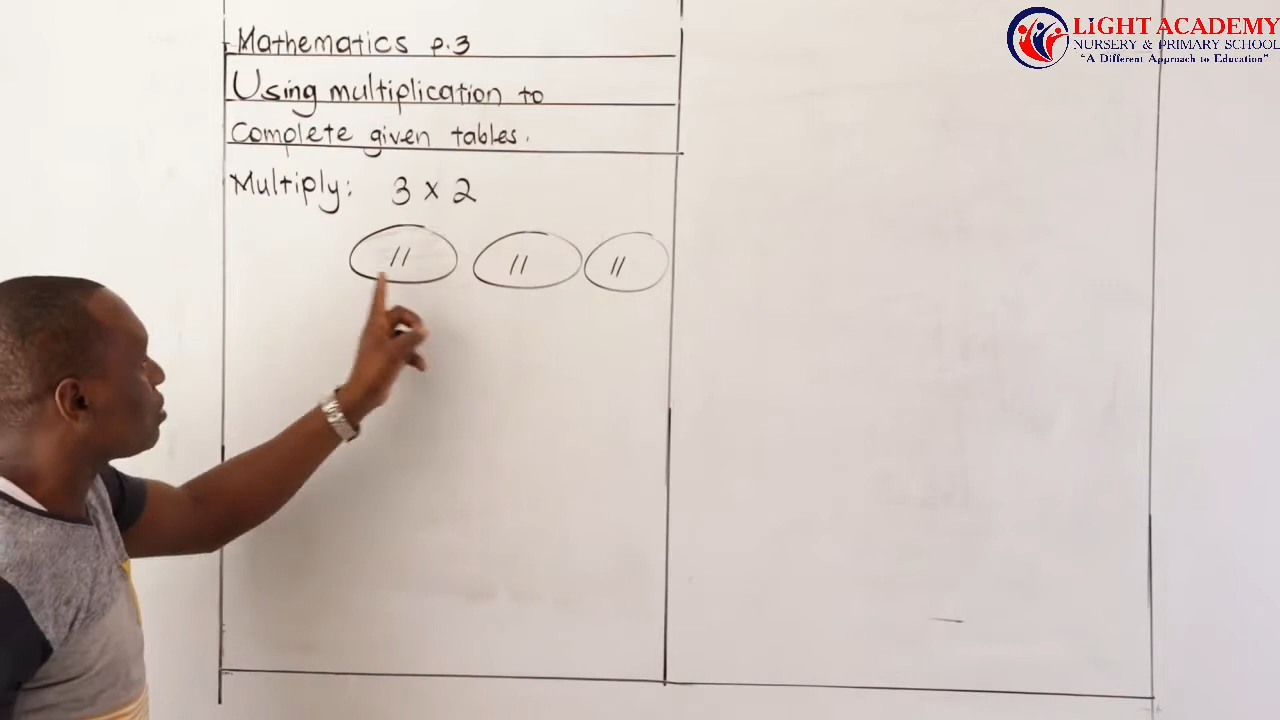 Mathematics p.3
Using multiplication to
Complete given tables.
Multiply: 3 x 2
LIGHT ACADEMY
NURSERY & PRIMARY SCHOOL
"A Different Approach to Education"